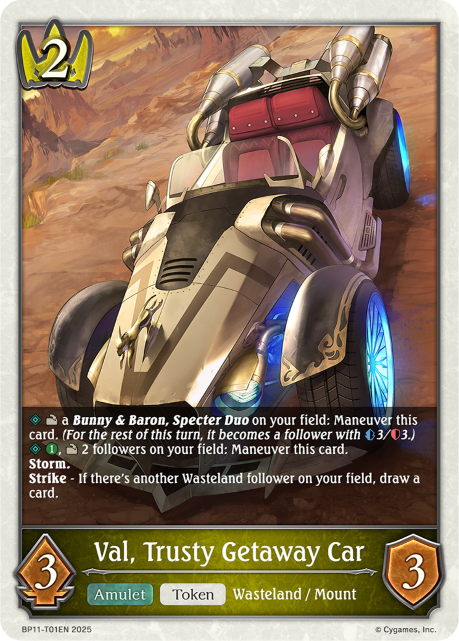 2
a Bunny & Baron, Specter Duo on your field: Maneuver this
card. (For the rest of this turn, it becomes a follower with 3/3.)
1, 2 followers on your field: Maneuver this card.
Storm.
Strike - If there's another Wasteland follower on your field, draw a
card.
Val, Trusty Getaway Car
3
Amulet Token Wasteland / Mount
3
BP11-T01EN 2025
© Cygames, Inc.